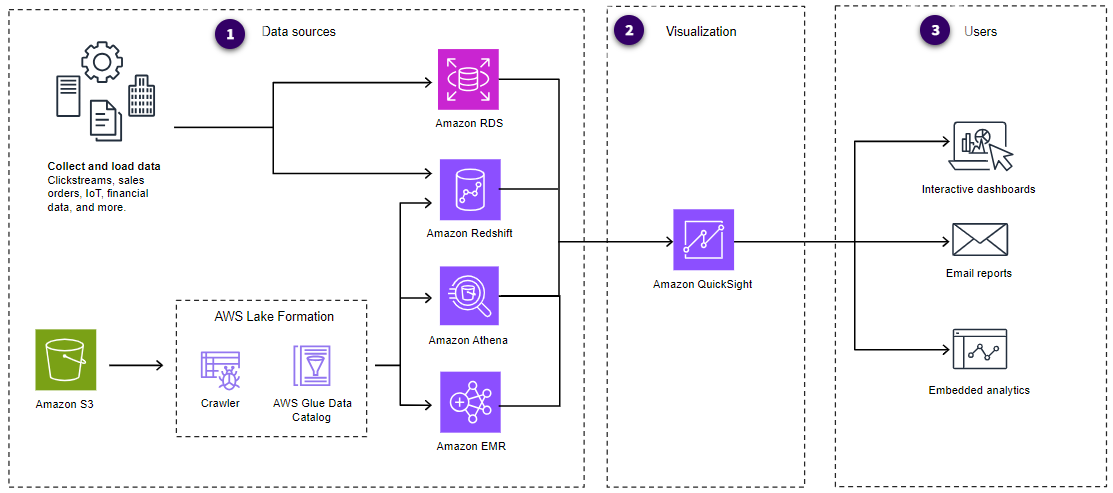 1 Data sources
Collect and load data
Clickstreams, sales
orders, IoT, financial
data, and more.
Amazon RDS
Amazon Redshift
Amazon Athena
Amazon EMR
Amazon S3
AWS Lake Formation
Crawler
AWS Glue Data
Catalog
2 Visualization
Amazon QuickSight
3 Users
Interactive dashboards
Email reports
Embedded analytics